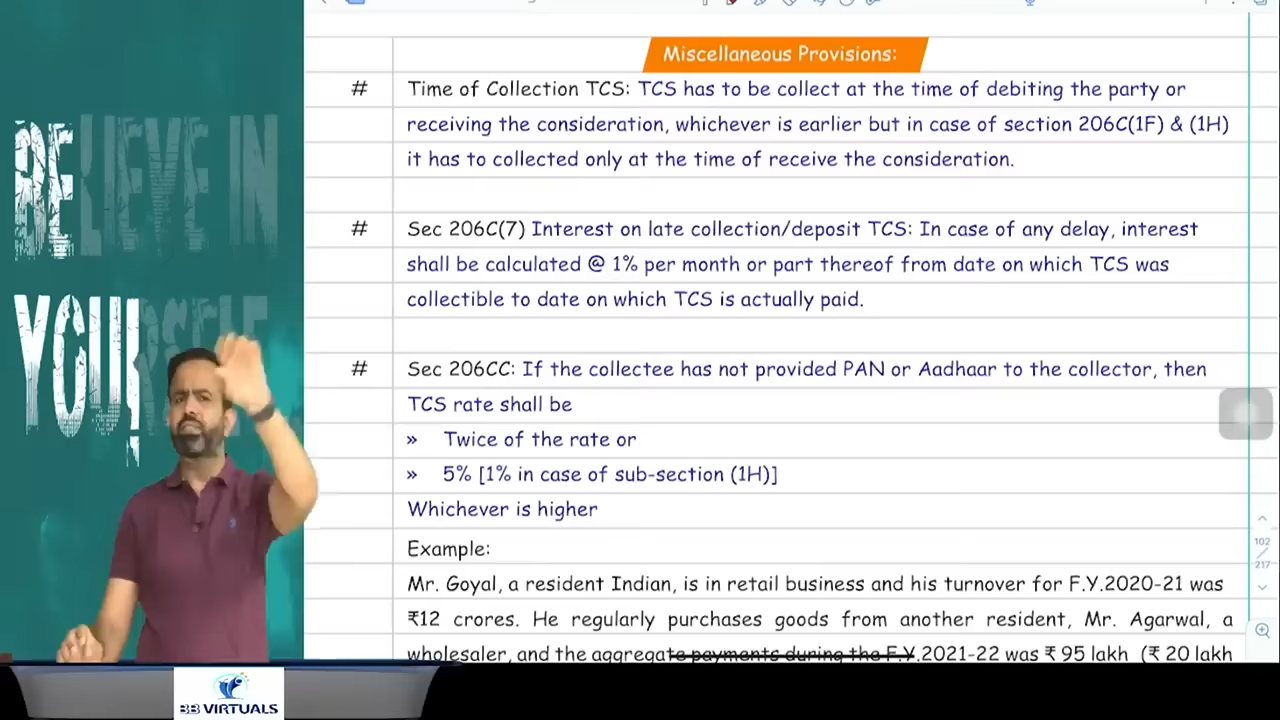 BELIEVE IN
YOURSELF
Miscellaneous Provisions:
# Time of Collection TCS: TCS has to be collect at the time of debiting the party or
receiving the consideration, whichever is earlier but in case of section 206C(1F) & (1H)
it has to collected only at the time of receive the consideration.
# Sec 206C(7) Interest on late collection/deposit TCS: In case of any delay, interest
shall be calculated @ 1% per month or part thereof from date on which TCS was
collectible to date on which TCS is actually paid.
# Sec 206CC: If the collectee has not provided PAN or Aadhaar to the collector, then
TCS rate shall be
» Twice of the rate or
» 5% [1% in case of sub-section (1H)]
Whichever is higher
Example:
Mr. Goyal, a resident Indian, is in retail business and his turnover for F.Y.2020-21 was
₹12 crores. He regularly purchases goods from another resident, Mr. Agarwal, a
wholesaler, and the aggregate payments during the F.Y.2021-22 was ₹ 95 lakh (₹ 20 lakh
102
217
BB VIRTUALS